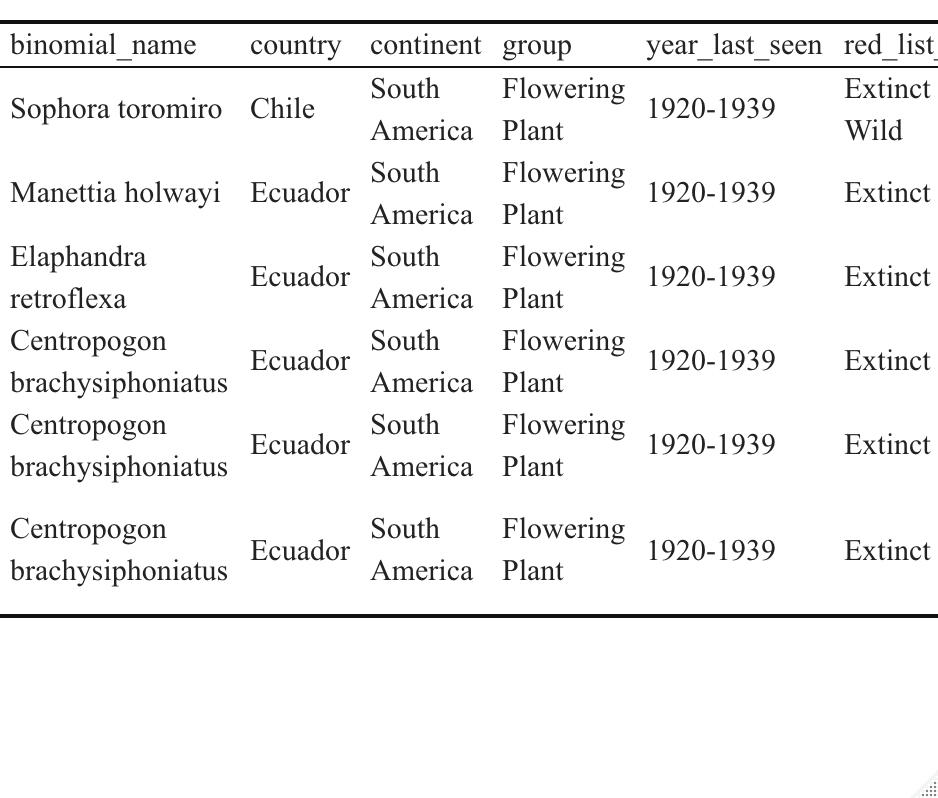 binomial_name country continent group year_last_seen red_list_
Sophora toromiro Chile South America Flowering Plant 1920-1939 Extinct Wild
Manettia holwayi Ecuador South America Flowering Plant 1920-1939 Extinct
Elaphandra retroflexa Ecuador South America Flowering Plant 1920-1939 Extinct
Centropogon brachysiphoniatus Ecuador South America Flowering Plant 1920-1939 Extinct
Centropogon brachysiphoniatus Ecuador South America Flowering Plant 1920-1939 Extinct
Centropogon brachysiphoniatus Ecuador South America Flowering Plant 1920-1939 Extinct